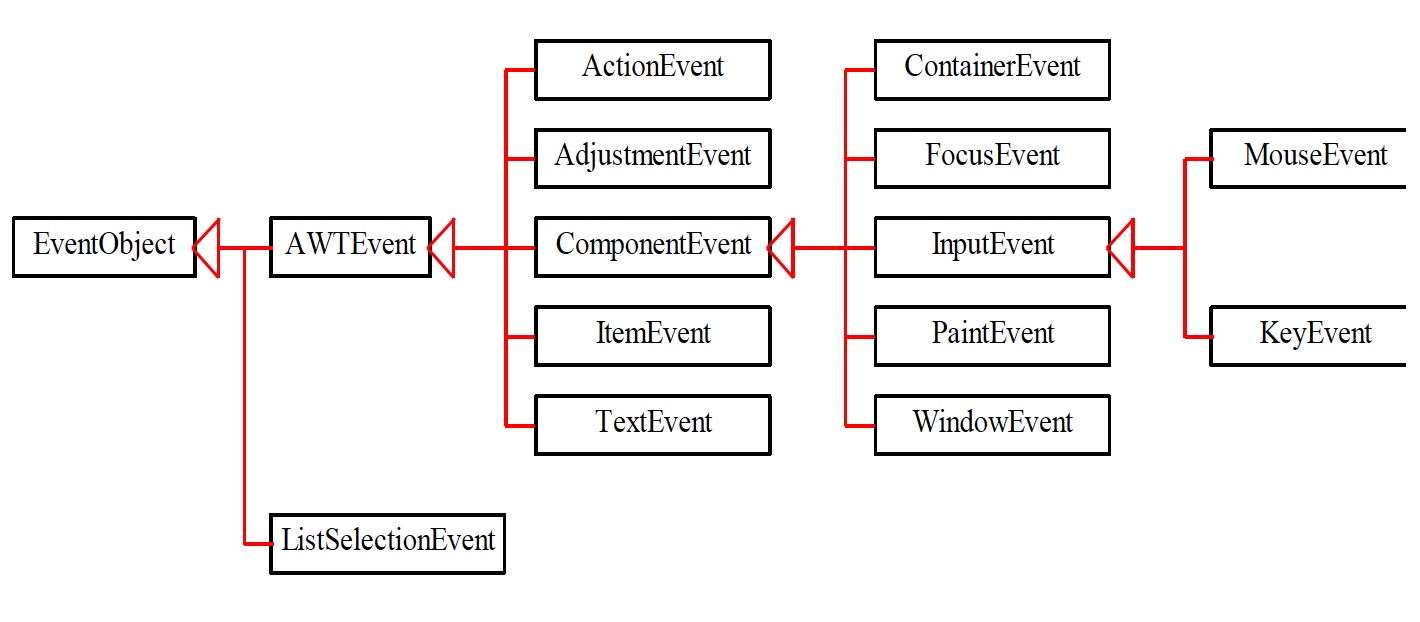 ActionEvent
ContainerEvent
AdjustmentEvent
FocusEvent
MouseEvent
EventObject
AWTEvent
ComponentEvent
InputEvent
ItemEvent
PaintEvent
KeyEvent
TextEvent
WindowEvent
ListSelectionEvent